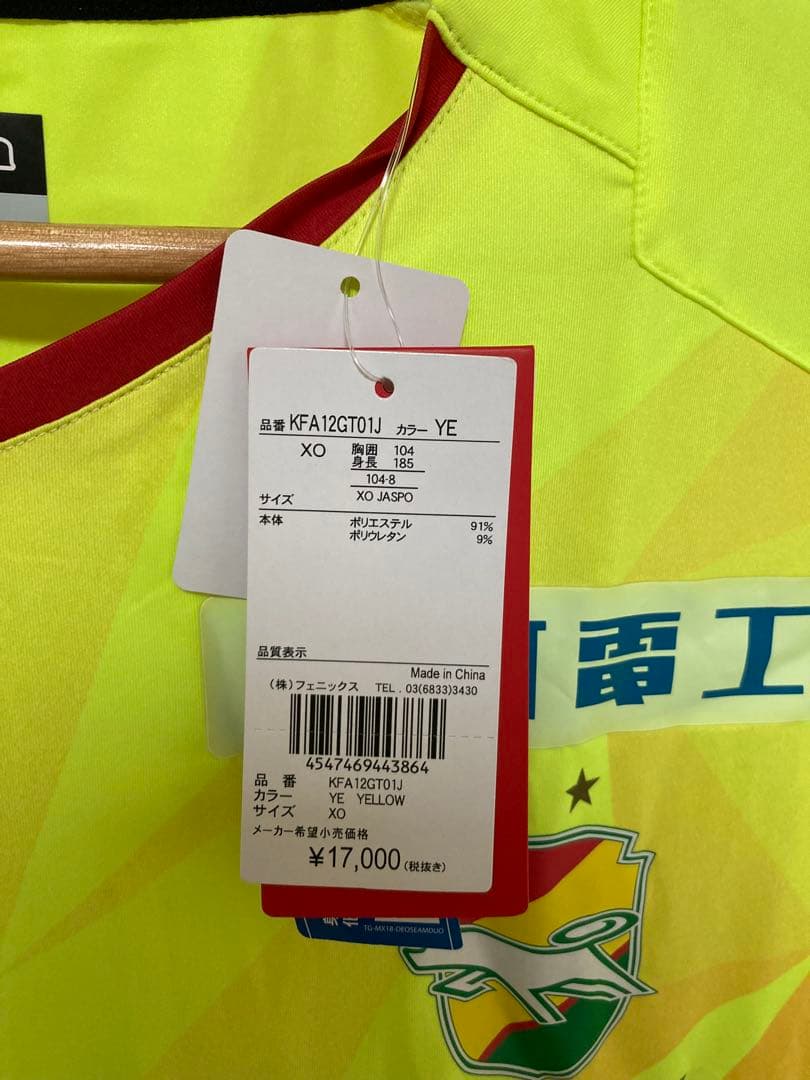 品番 KFA12GT01J カラー YE
XO 胸囲 104
身長 185
104-8
サイズ XO JASPO
本体 ポリエステル 91%
ポリウレタン 9%
品質表示
Made in China
(株)フェニックス TEL. 03(6833)3430
4547469443864
品番 KFA12GT01J
カラー YE YELLOW
サイズ XO
メーカー希望小売価格
¥17,000(税抜き)
電工
TG-MX18-DEOSEAMDUO